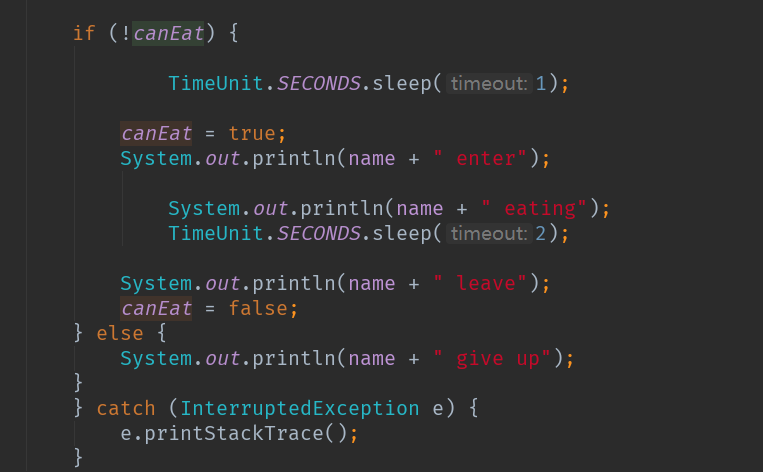 if (!canEat) {
TimeUnit.SECONDS.sleep( timeout: 1);
canEat = true;
System.out.println(name + " enter");
System.out.println(name + " eating");
TimeUnit.SECONDS.sleep( timeout: 2);
System.out.println(name + " leave");
canEat = false;
} else {
System.out.println(name + " give up");
}
} catch (InterruptedException e) {
e.printStackTrace();
}